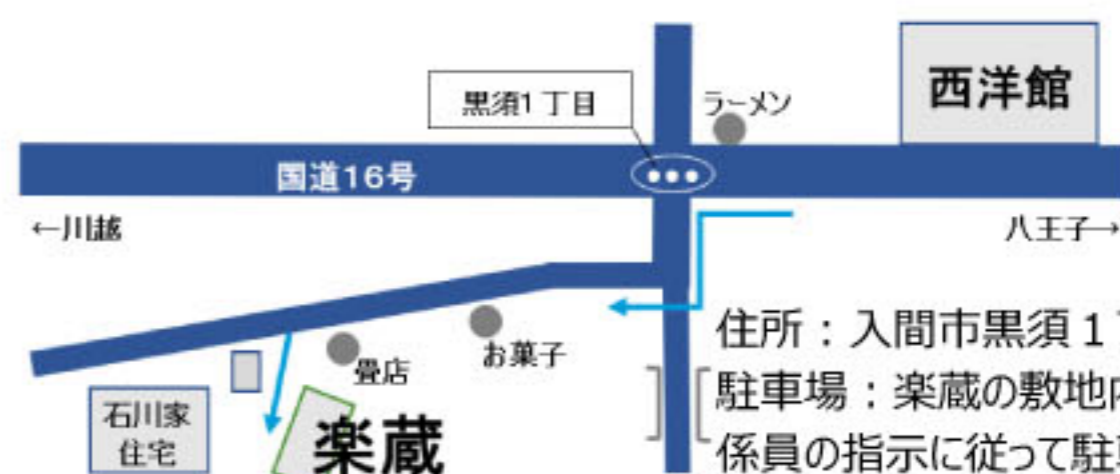 西洋館
黒須1丁目
ラーメン
国道16号
←川越
八王子→
住所：入間市黒須１
お菓子
畳店
駐車場：楽蔵の敷地内
石川家
住宅
楽蔵
係員の指示に従って駐